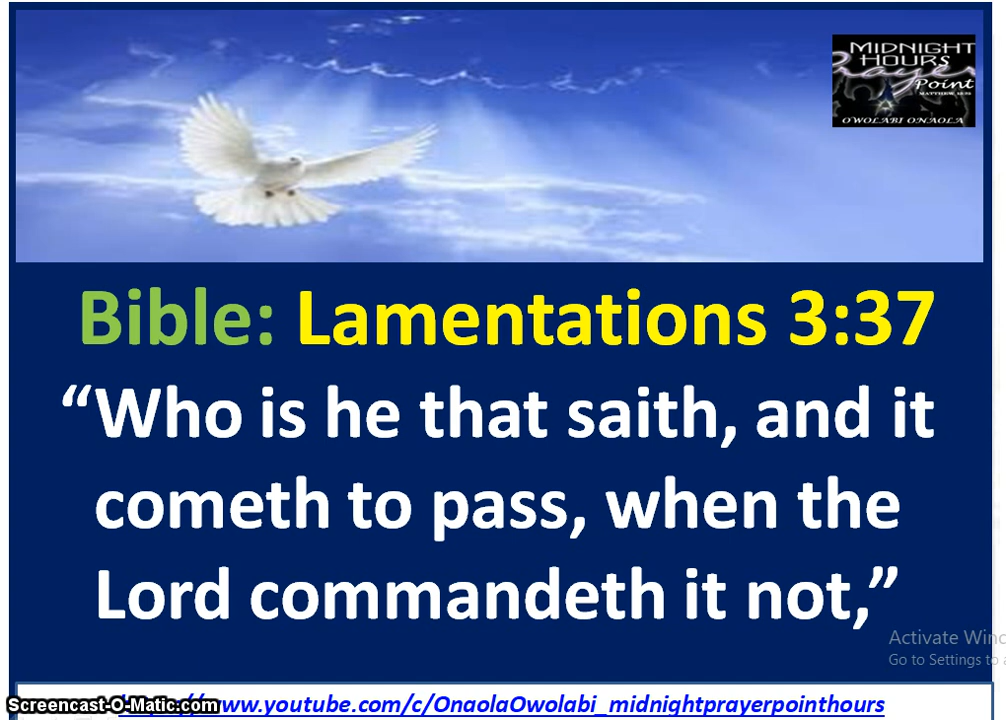 MIDNIGHT
HOURS
Prayer
Point
OWOLABI ONAOLA
Bible: Lamentations 3:37
“Who is he that saith, and it
cometh to pass, when the
Lord commandeth it not,”
Activate
Go to Settings to
Screencast-O-Matic.com
www.youtube.com/c/OnaolaOwolabi_midnightprayerpointhours